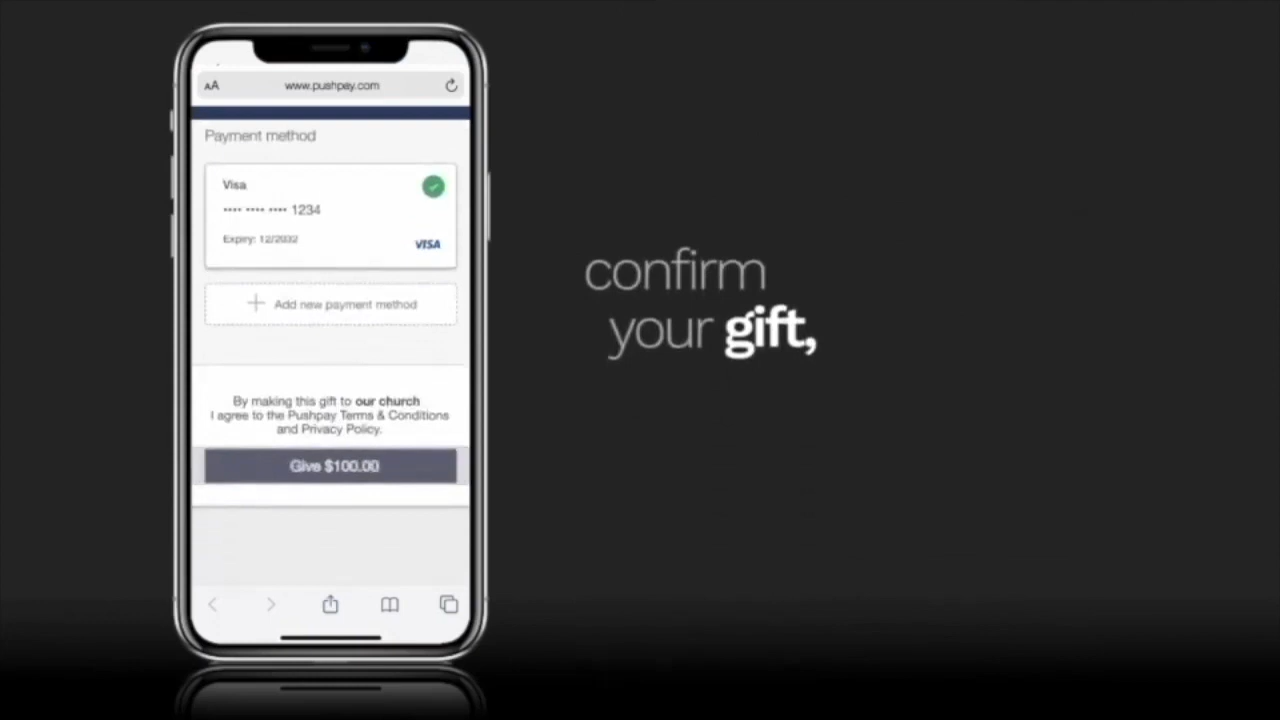 AA www.pushpay.com
Payment method
Visa
•••• •••• •••• 1234
Expiry: 12/2032
VISA
Add new payment method
By making this gift to our church
I agree to the Pushpay Terms & Conditions
and Privacy Policy.
Give $100.00
confirm
your gift,